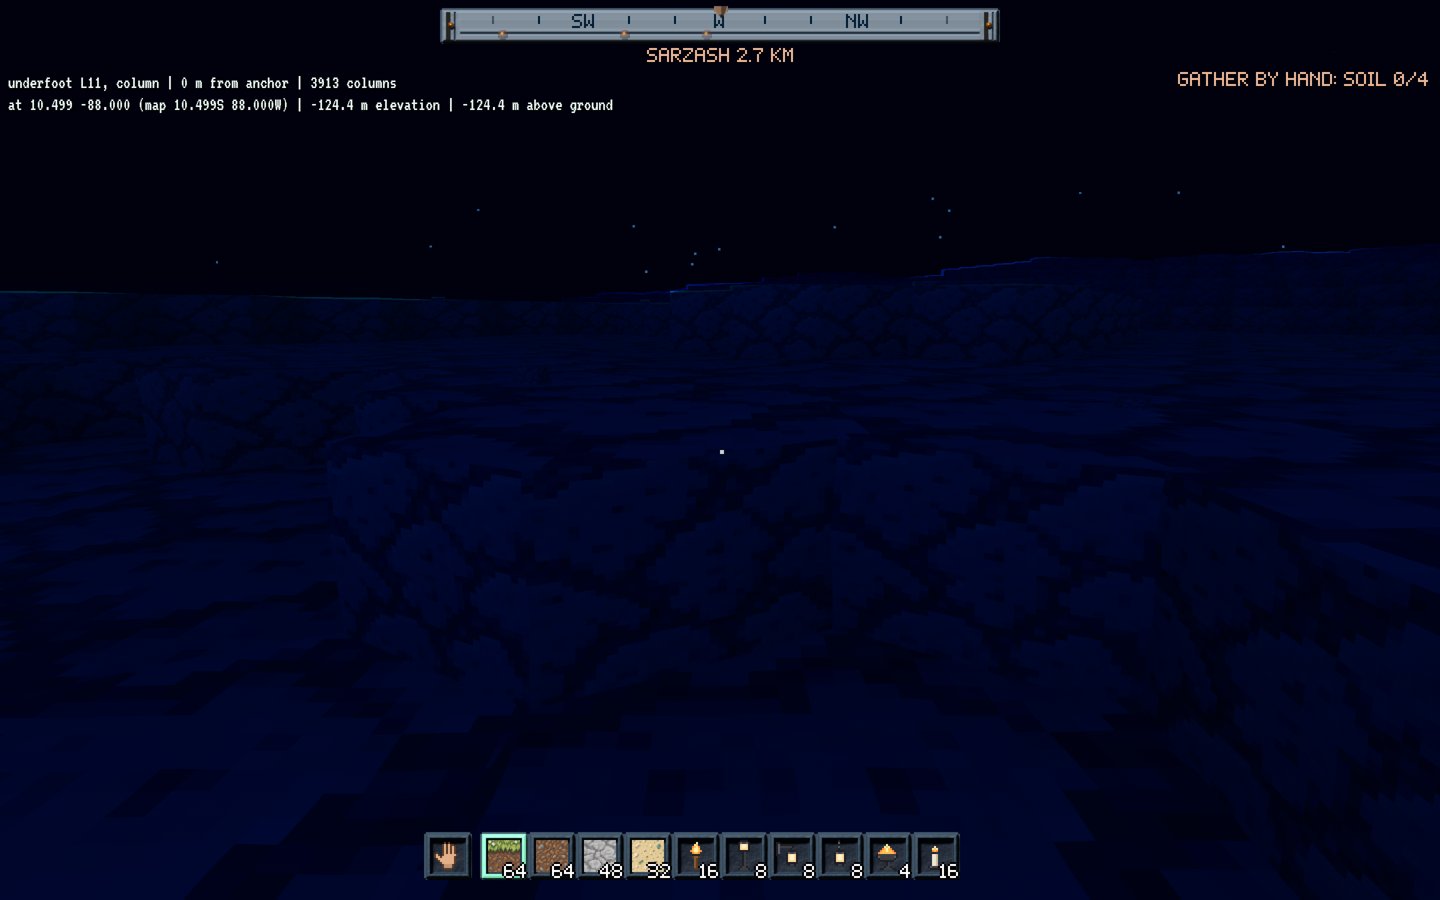 SW W NW
SARZASH 2.7 KM
underfoot L11, column | 0 m from anchor | 3913 columns
GATHER BY HAND: SOIL 0/4
at 10.499 -88.000 (map 10.499S 88.000W) | -124.4 m elevation | -124.4 m above ground
64 64 48 32 16 8 8 8 4 16